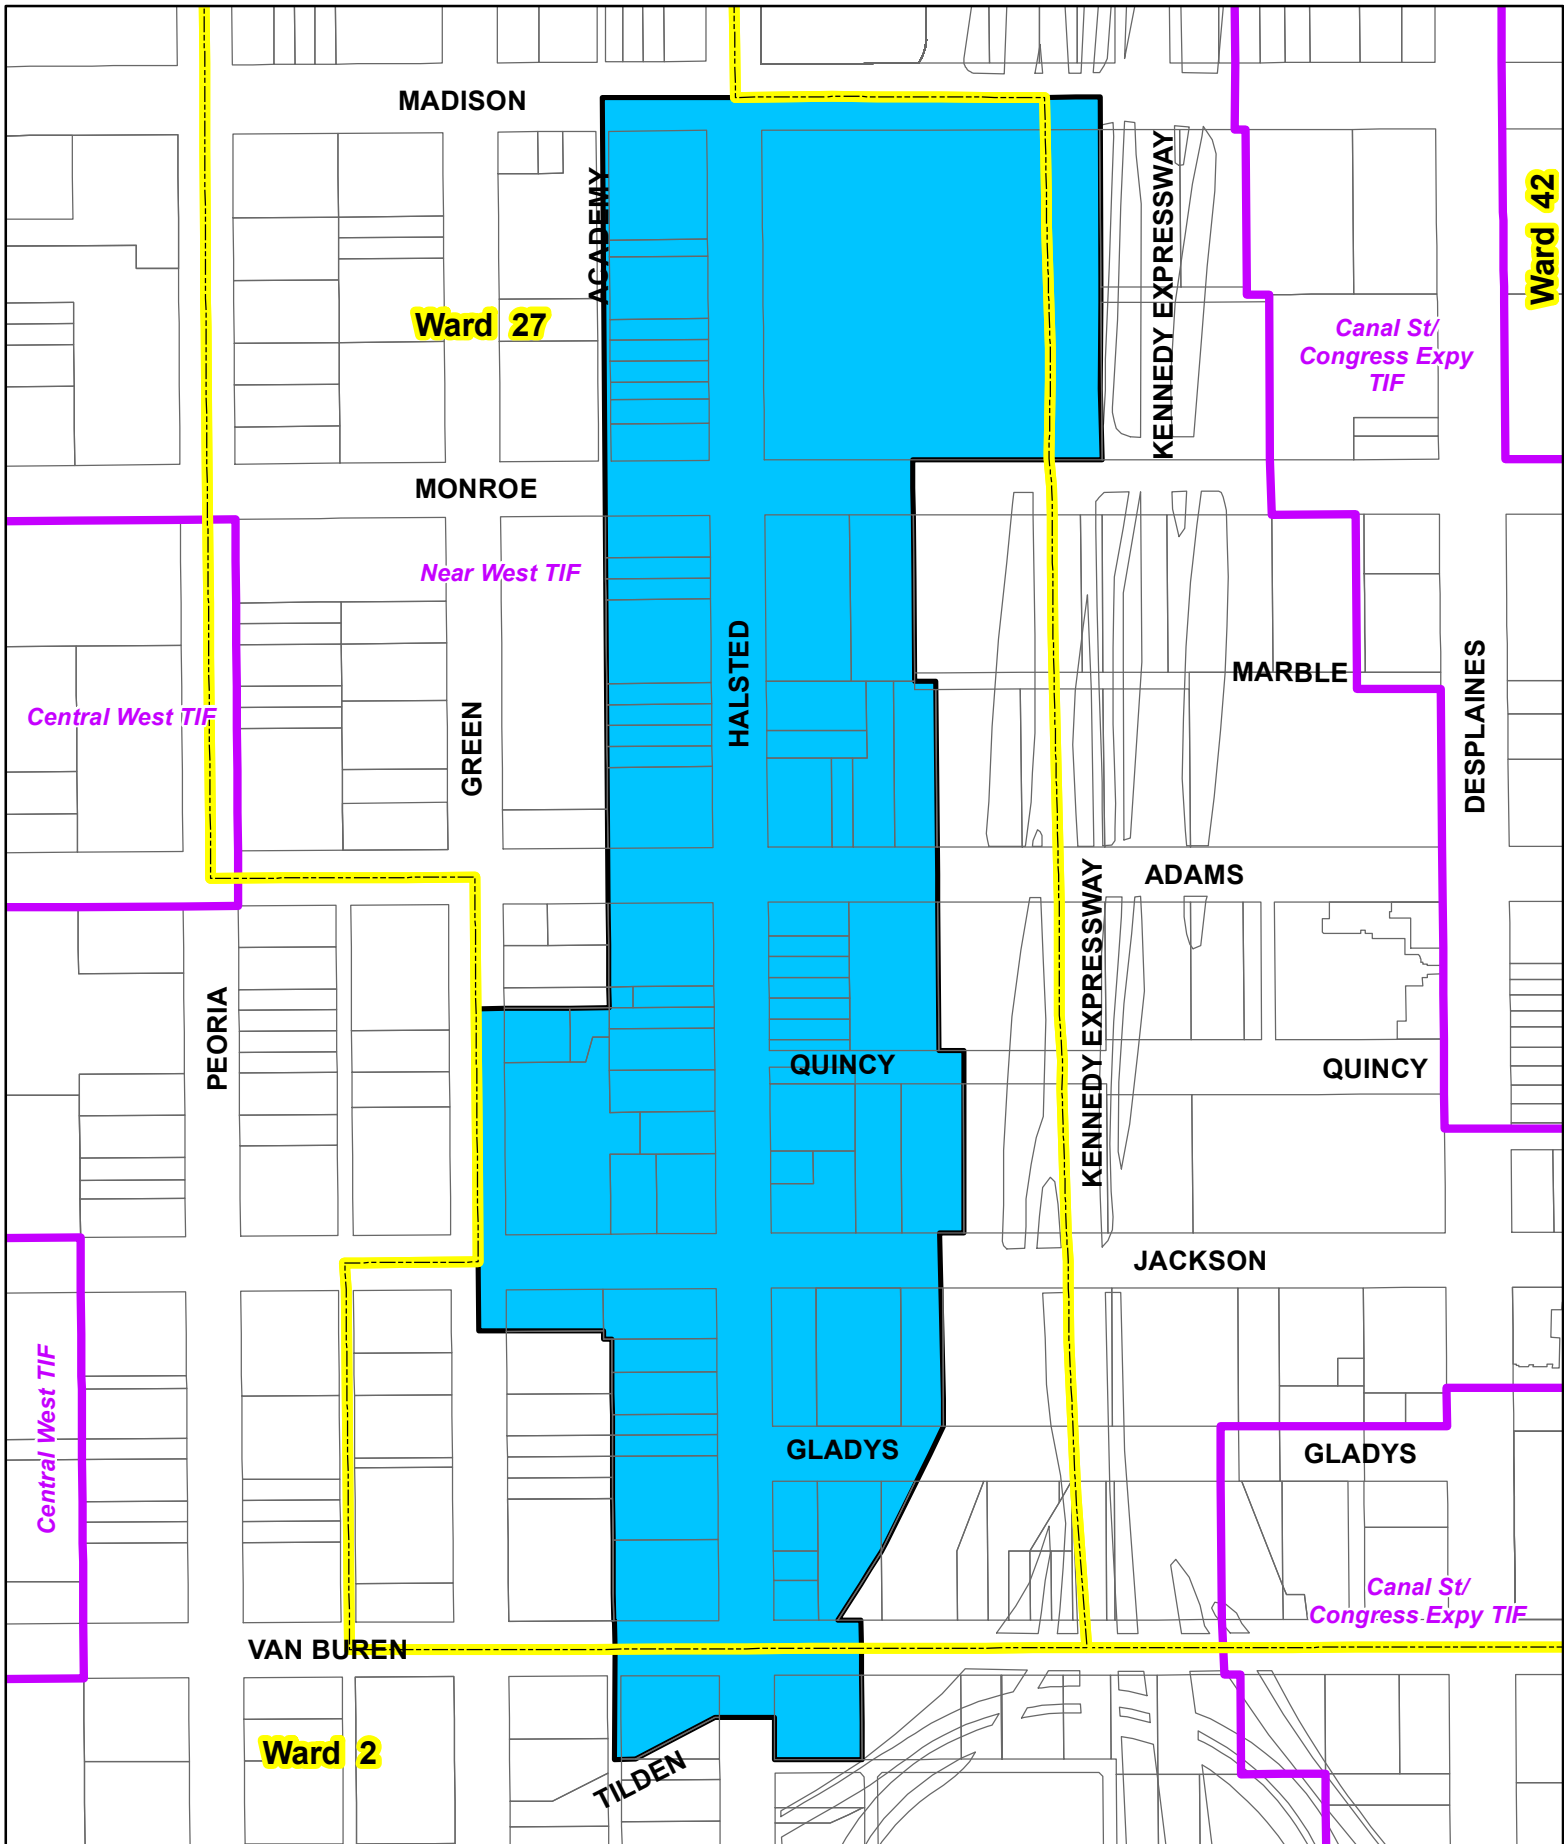 MADISON
ACADEMY
KENNEDY EXPRESSWAY
Ward 42
Ward 27
Canal St/
Congress Expy
TIF
MONROE
Near West TIF
HALSTED
MARBLE
DESPLAINES
Central West TIF
GREEN
ADAMS
KENNEDY EXPRESSWAY
PEORIA
QUINCY
QUINCY
JACKSON
Central West TIF
GLADYS
GLADYS
Canal St/
Congress Expy TIF
VAN BUREN
Ward 2
TILDEN